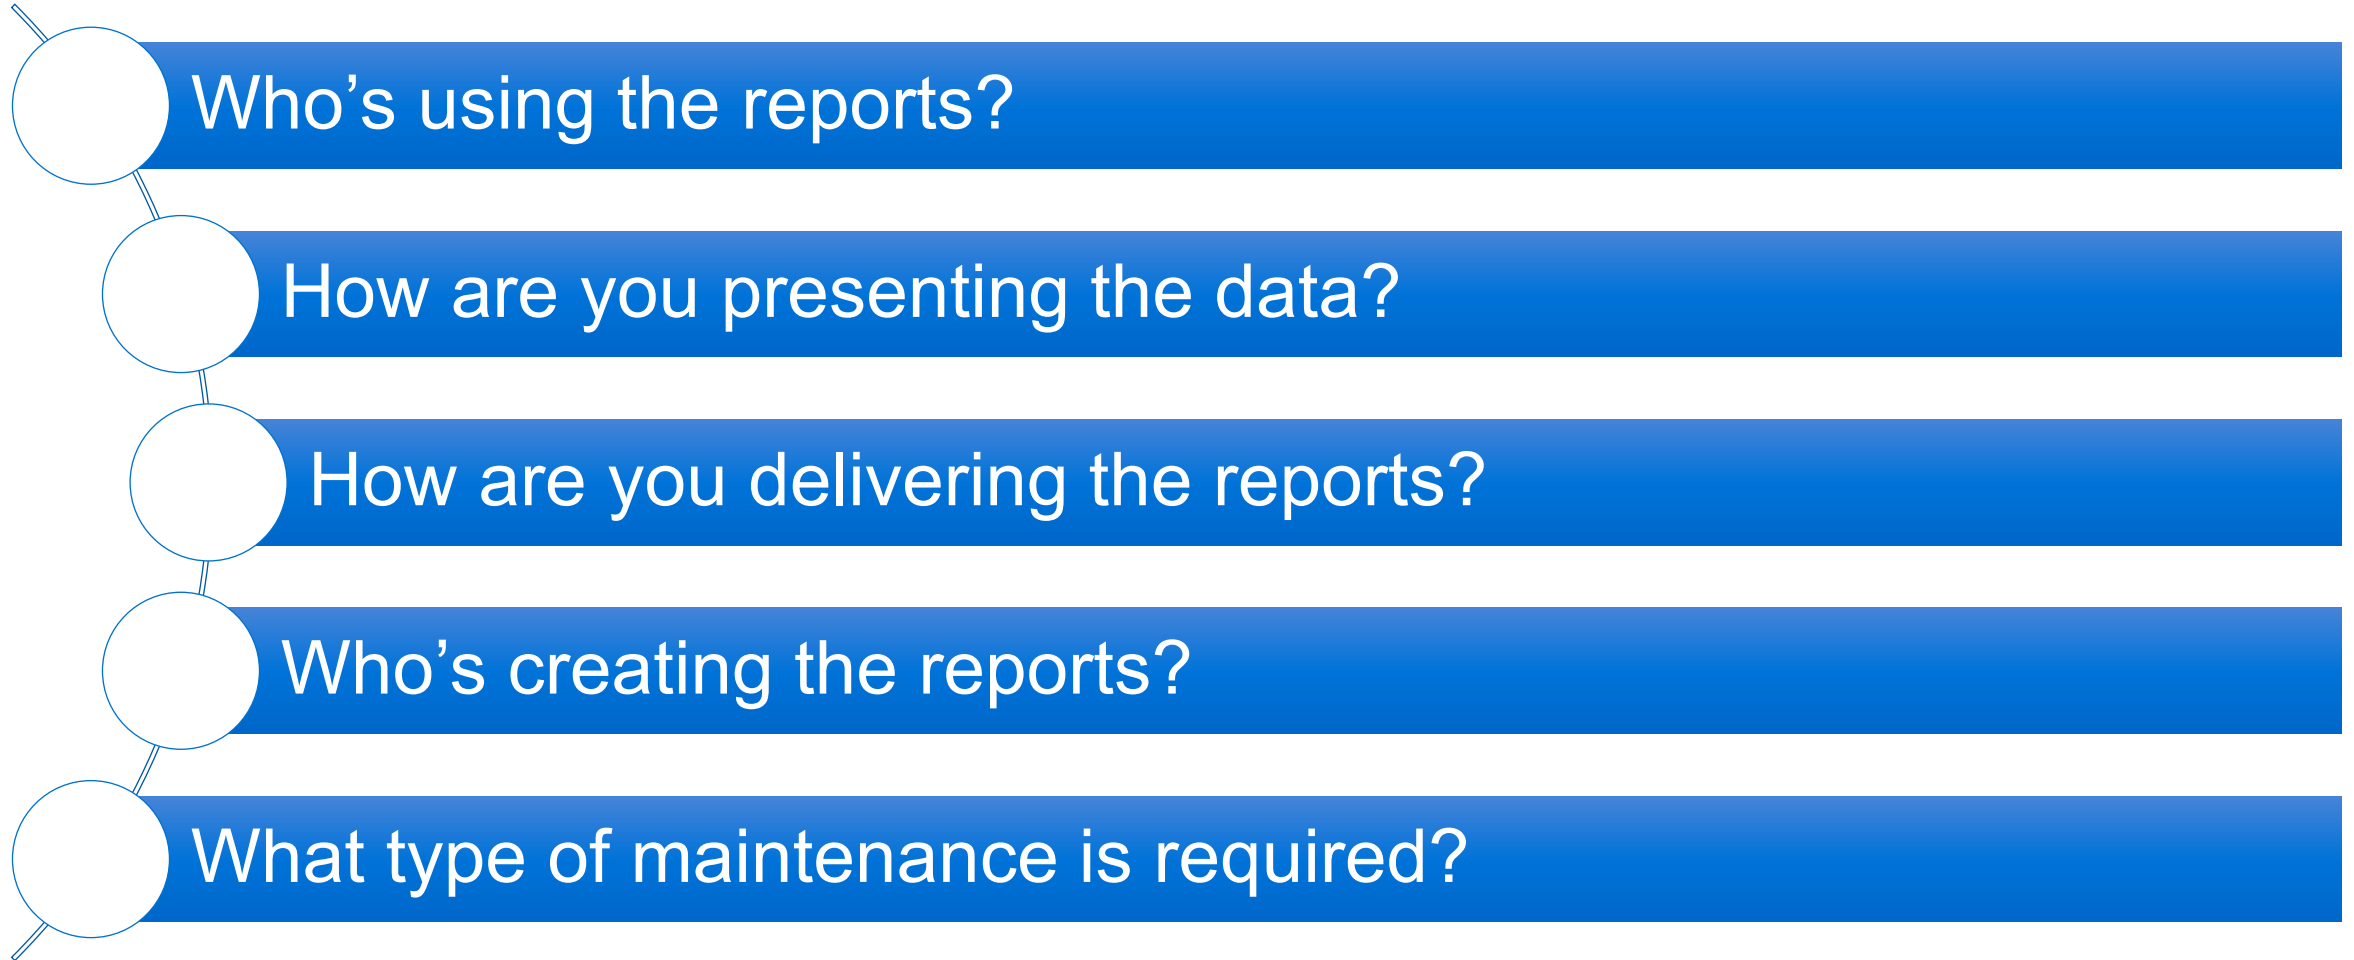 Who’s using the reports?
How are you presenting the data?
How are you delivering the reports?
Who’s creating the reports?
What type of maintenance is required?